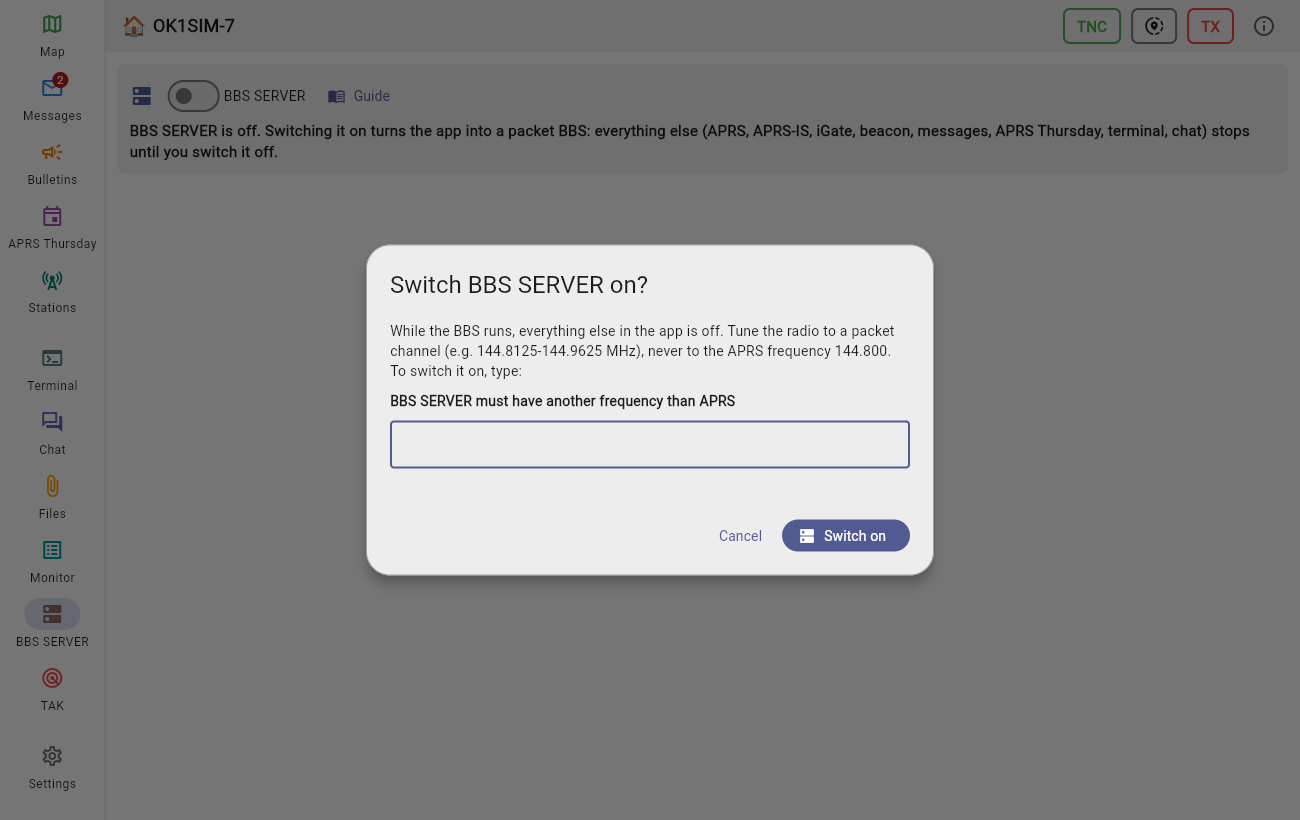 OK1SIM-7
TNC
TX
Map
2
Messages
Bulletins
APRS Thursday
Stations
Terminal
Chat
Files
Monitor
BBS SERVER
TAK
Settings
BBS SERVER
Guide
BBS SERVER is off. Switching it on turns the app into a packet BBS: everything else (APRS, APRS-IS, iGate, beacon, messages, APRS Thursday, terminal, chat) stops
until you switch it off.
Switch BBS SERVER on?
While the BBS runs, everything else in the app is off. Tune the radio to a packet
channel (e.g. 144.8125-144.9625 MHz), never to the APRS frequency 144.800.
To switch it on, type:
BBS SERVER must have another frequency than APRS
Cancel
Switch on